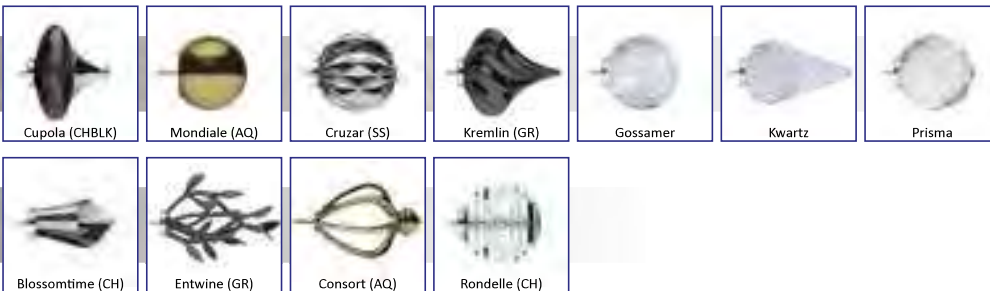 Cupola (CHBLK)
Mondiale (AQ)
Cruzar (SS)
Kremlin (GR)
Gossamer
Kwartz
Prisma
Blossomtime (CH)
Entwine (GR)
Consort (AQ)
Rondelle (CH)